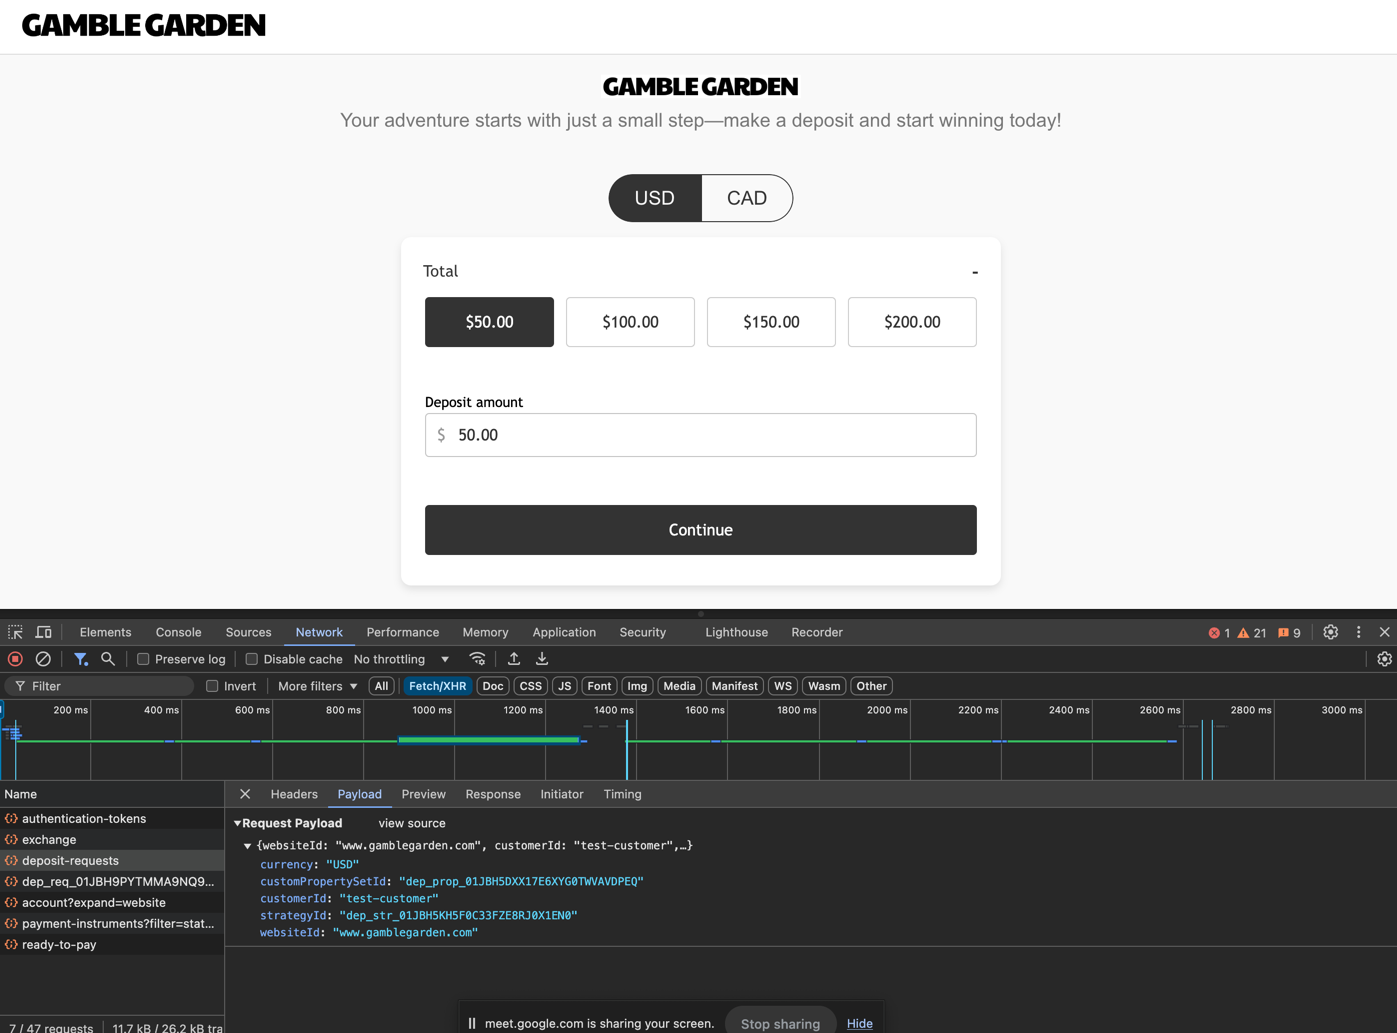 GAMBLE GARDEN
GAMBLE GARDEN
Your adventure starts with just a small step—make a deposit and start winning today!
USD CAD
Total -
$50.00 $100.00 $150.00 $200.00
Deposit amount
$ 50.00
Continue
Elements Console Sources Network Performance Memory Application Security Lighthouse Recorder 1 21 9
Preserve log Disable cache No throttling
Filter Invert More filters All Fetch/XHR Doc CSS JS Font Img Media Manifest WS Wasm Other
200 ms 400 ms 600 ms 800 ms 1000 ms 1200 ms 1400 ms 1600 ms 1800 ms 2000 ms 2200 ms 2400 ms 2600 ms 2800 ms 3000 ms
Name Headers Payload Preview Response Initiator Timing
authentication-tokens
exchange
deposit-requests
dep_req_01JBH9PYTMMA9NQ9...
account?expand=website
payment-instruments?filter=stat...
ready-to-pay
Request Payload view source
{websiteId: "www.gamblegarden.com", customerId: "test-customer",…}
currency: "USD"
customPropertySetId: "dep_prop_01JBH5DXX17E6XYG0TWVAVDPEQ"
customerId: "test-customer"
strategyId: "dep_str_01JBH5KH5F0C33FZE8RJ0X1EN0"
websiteId: "www.gamblegarden.com"
7 / 47 requests 11.7 kB / 26.2 kB tra
meet.google.com is sharing your screen. Stop sharing Hide